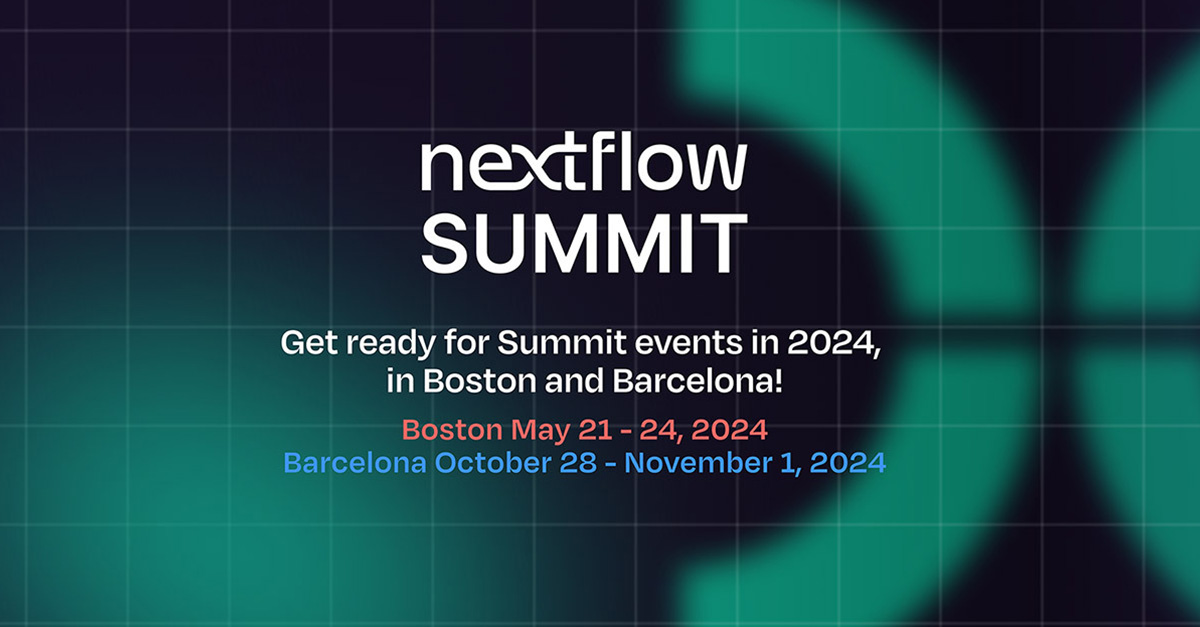 nextflow
SUMMIT
Get ready for Summit events in 2024,
in Boston and Barcelona!
Boston May 21 - 24, 2024
Barcelona October 28 - November 1, 2024